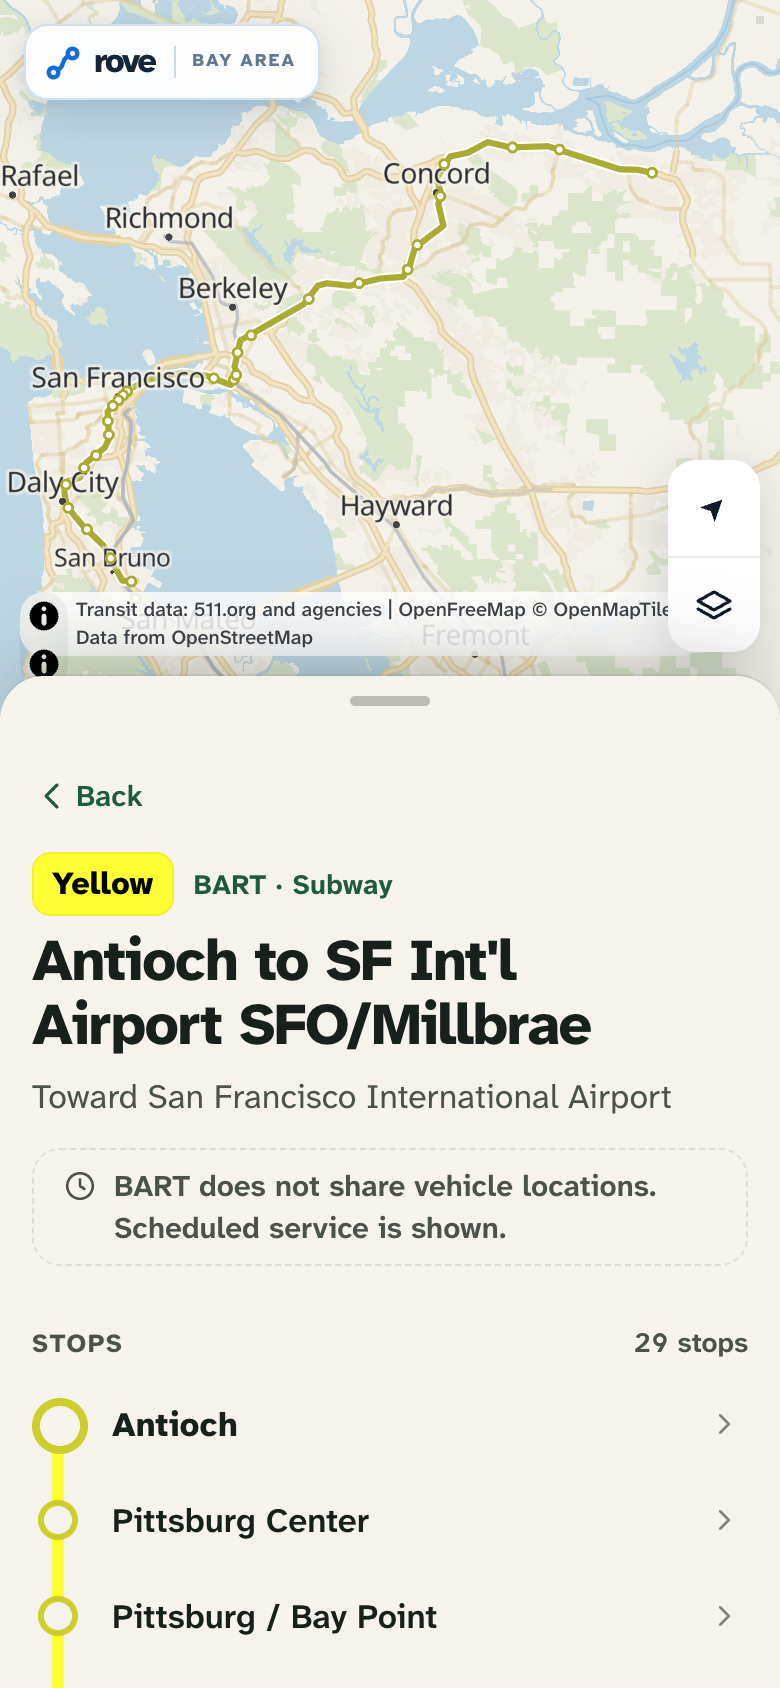 rove
BAY AREA
Rafael
Concord
Richmond
Berkeley
San Francisco
Daly City
Hayward
San Bruno
San Mateo
Fremont
Transit data: 511.org and agencies | OpenFreeMap © OpenMapTile
Data from OpenStreetMap
Back
Yellow
BART · Subway
Antioch to SF Int'l
Airport SFO/Millbrae
Toward San Francisco International Airport
BART does not share vehicle locations.
Scheduled service is shown.
STOPS
29 stops
Antioch
Pittsburg Center
Pittsburg / Bay Point